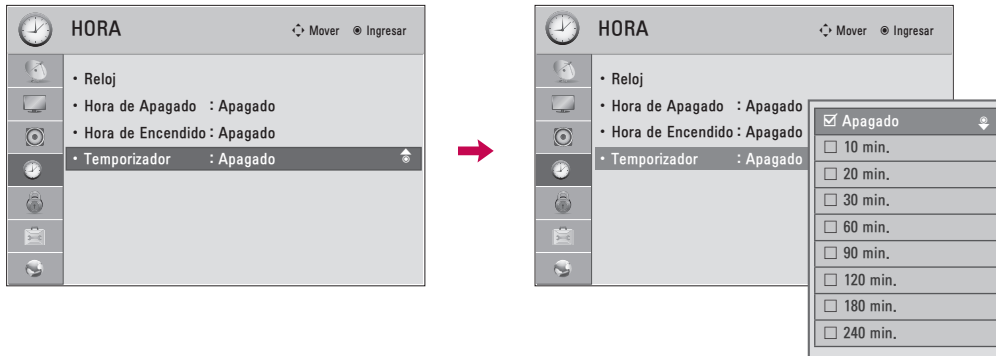 HORA
Mover Ingresar
• Reloj
• Hora de Apagado : Apagado
• Hora de Encendido : Apagado
• Temporizador : Apagado
HORA
Mover Ingresar
• Reloj
• Hora de Apagado : Apagado
• Hora de Encendido : Apagado
• Temporizador : Apagado
☑ Apagado
☐ 10 min.
☐ 20 min.
☐ 30 min.
☐ 60 min.
☐ 90 min.
☐ 120 min.
☐ 180 min.
☐ 240 min.